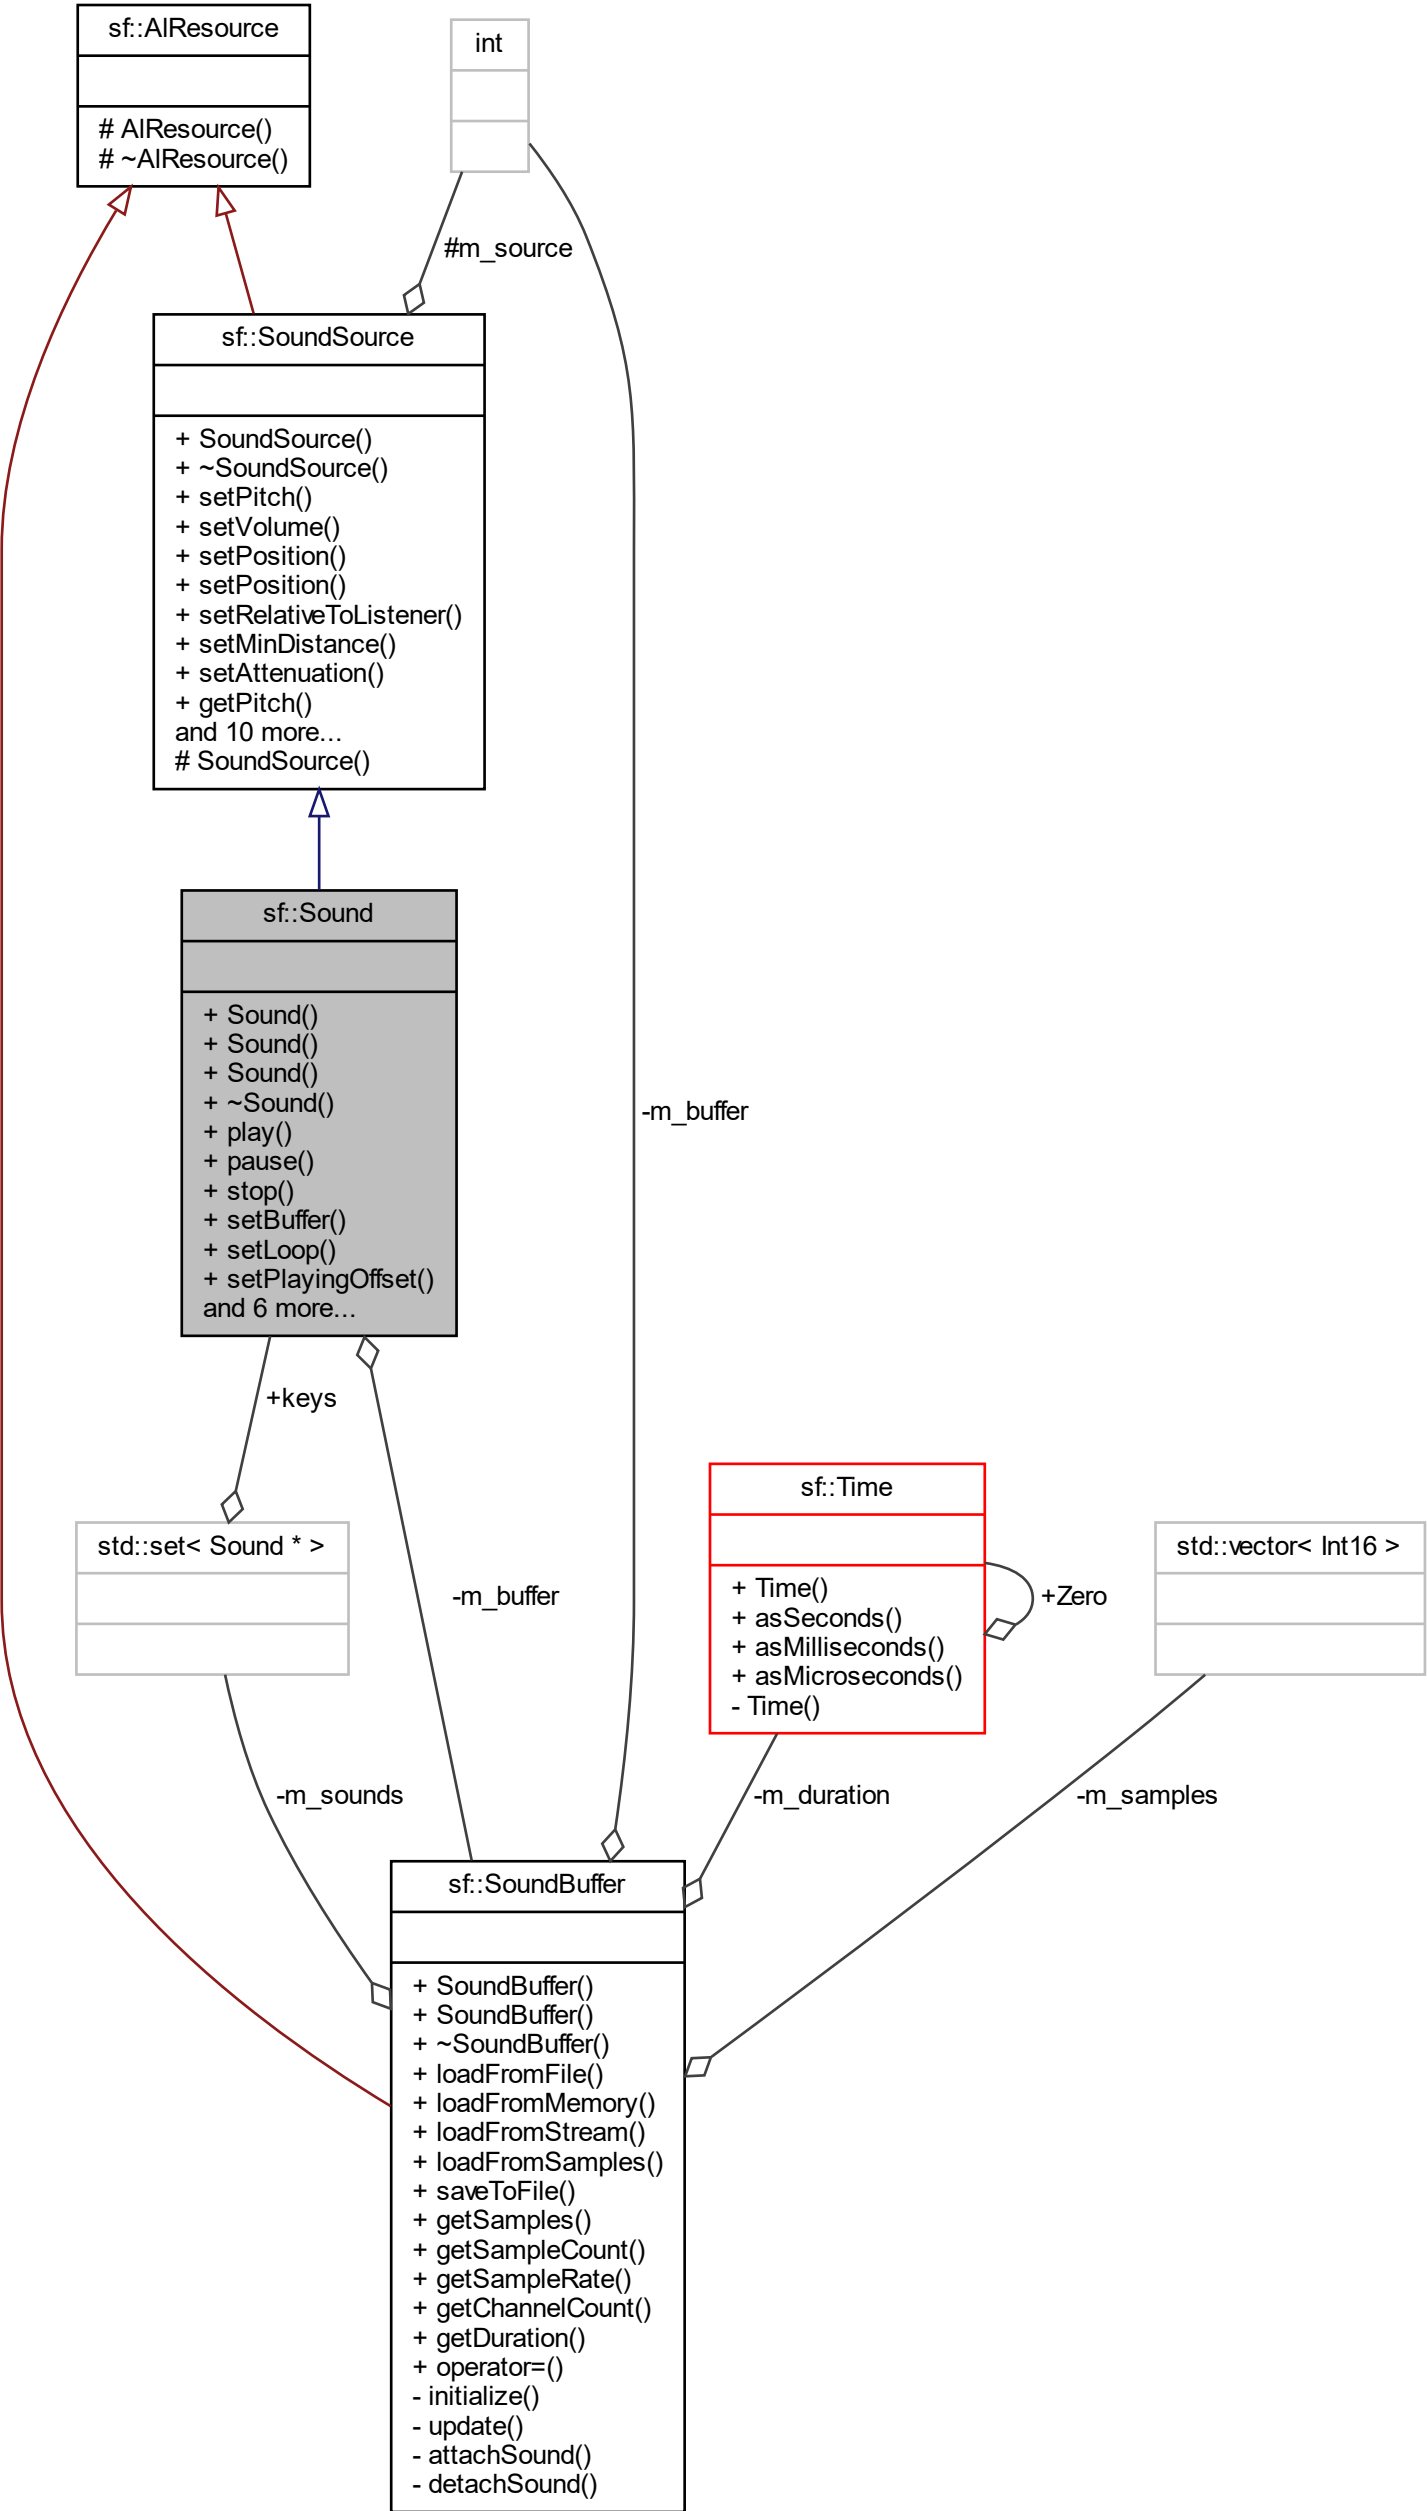 sf::AlResource
# AlResource()
# ~AlResource()
int
#m_source
sf::SoundSource
+ SoundSource()
+ ~SoundSource()
+ setPitch()
+ setVolume()
+ setPosition()
+ setPosition()
+ setRelativeToListener()
+ setMinDistance()
+ setAttenuation()
+ getPitch()
and 10 more...
# SoundSource()
sf::Sound
+ Sound()
+ Sound()
+ Sound()
+ ~Sound()
+ play()
+ pause()
+ stop()
+ setBuffer()
+ setLoop()
+ setPlayingOffset()
and 6 more...
-m_buffer
+keys
std::set< Sound * >
-m_buffer
sf::Time
+ Time()
+ asSeconds()
+ asMilliseconds()
+ asMicroseconds()
- Time()
+Zero
std::vector< Int16 >
-m_sounds
-m_duration
-m_samples
sf::SoundBuffer
+ SoundBuffer()
+ SoundBuffer()
+ ~SoundBuffer()
+ loadFromFile()
+ loadFromMemory()
+ loadFromStream()
+ loadFromSamples()
+ saveToFile()
+ getSamples()
+ getSampleCount()
+ getSampleRate()
+ getChannelCount()
+ getDuration()
+ operator=()
- initialize()
- update()
- attachSound()
- detachSound()